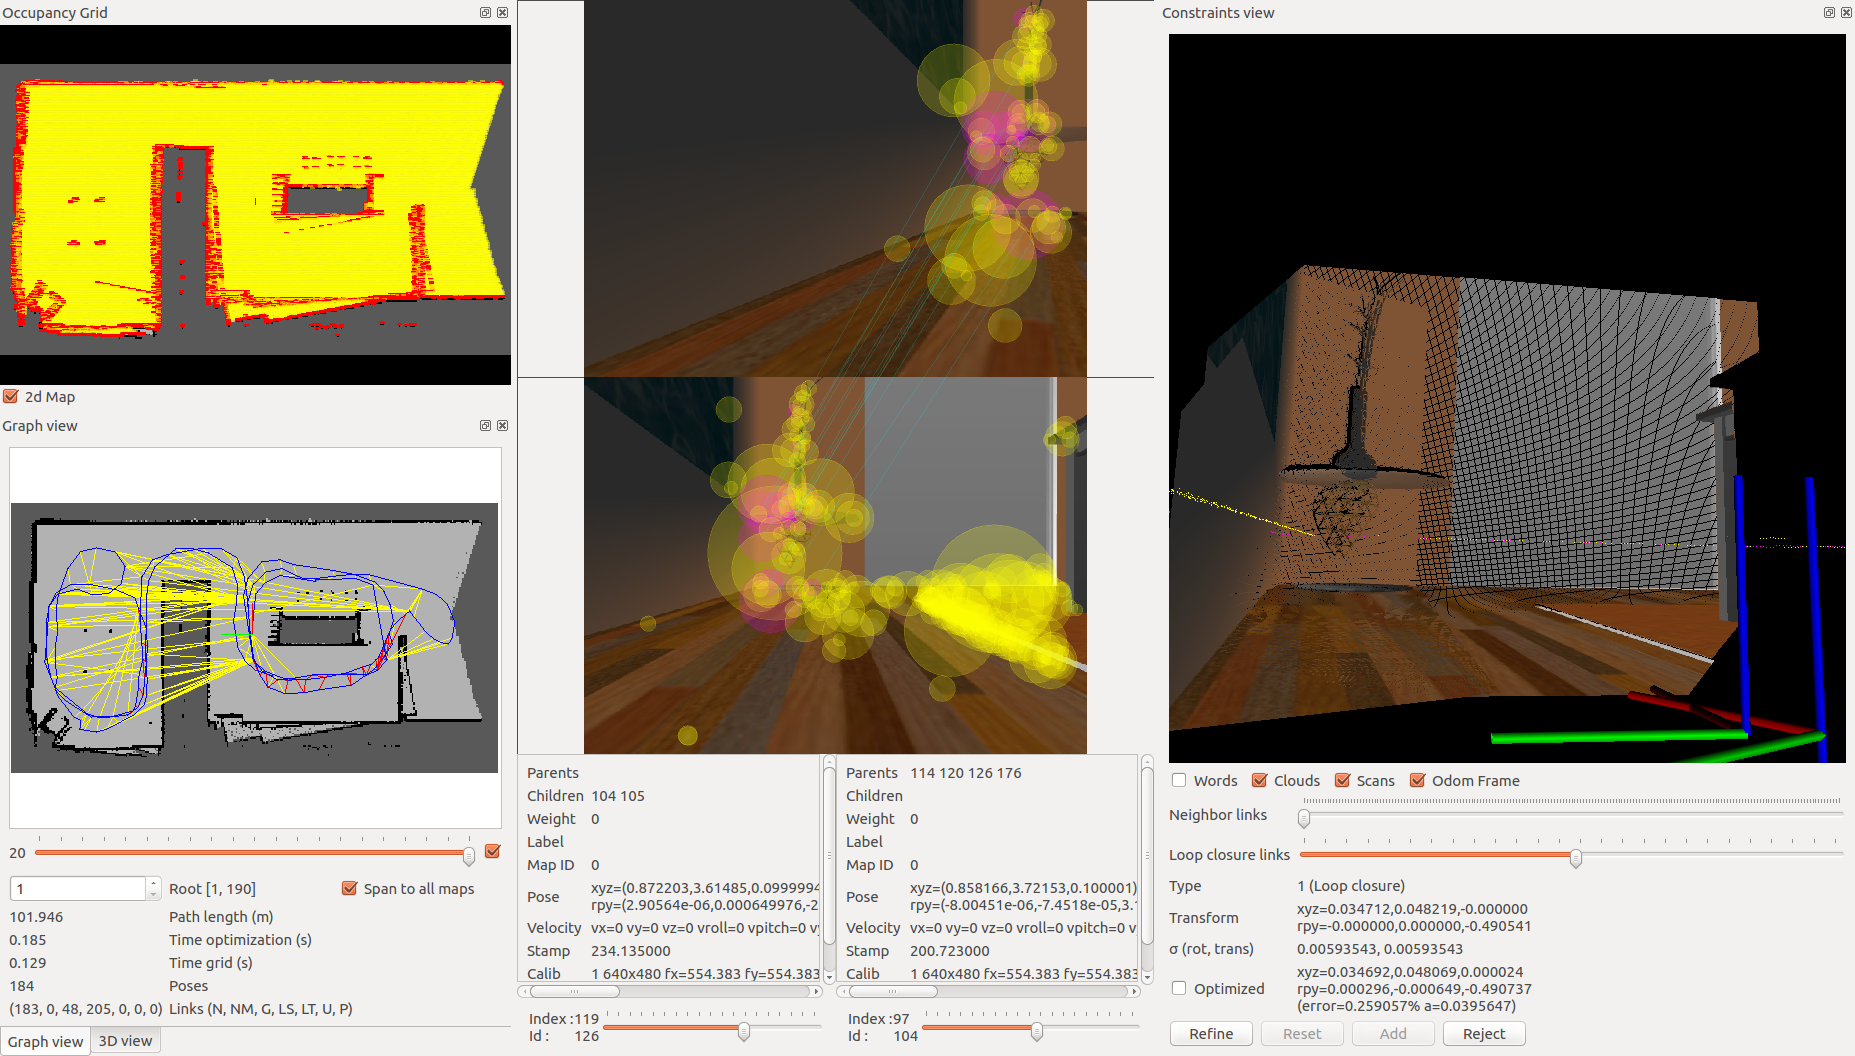 Occupancy Grid
2d Map
Graph view
20
1 Root [1, 190] Span to all maps
101.946 Path length (m)
0.185 Time optimization (s)
0.129 Time grid (s)
184 Poses
(183, 0, 48, 205, 0, 0, 0) Links (N, NM, G, LS, LT, U, P)
Graph view 3D view
Parents
Children 104 105
Weight 0
Label
Map ID 0
Pose xyz=(0.872203,3.61485,0.0999994
rpy=(2.90564e-06,0.000649976,-2
Velocity vx=0 vy=0 vz=0 vroll=0 vpitch=0 vy
Stamp 234.135000
Calib 1 640x480 fx=554.383 fy=554.383
Index :119
Id : 126
Parents 114 120 126 176
Children
Weight 0
Label
Map ID 0
Pose xyz=(0.858166,3.72153,0.100001)
rpy=(-8.00451e-06,-7.4518e-05,3.
Velocity vx=0 vy=0 vz=0 vroll=0 vpitch=0 v
Stamp 200.723000
Calib 1 640x480 fx=554.383 fy=554.383
Index :97
Id : 104
Constraints view
Words Clouds Scans Odom Frame
Neighbor links
Loop closure links
Type 1 (Loop closure)
Transform xyz=0.034712,0.048219,-0.000000
rpy=-0.000000,0.000000,-0.490541
σ (rot, trans) 0.00593543, 0.00593543
Optimized xyz=0.034692,0.048069,0.000024
rpy=0.000296,-0.000649,-0.490737
(error=0.259057% a=0.0395647)
Refine Reset Add Reject